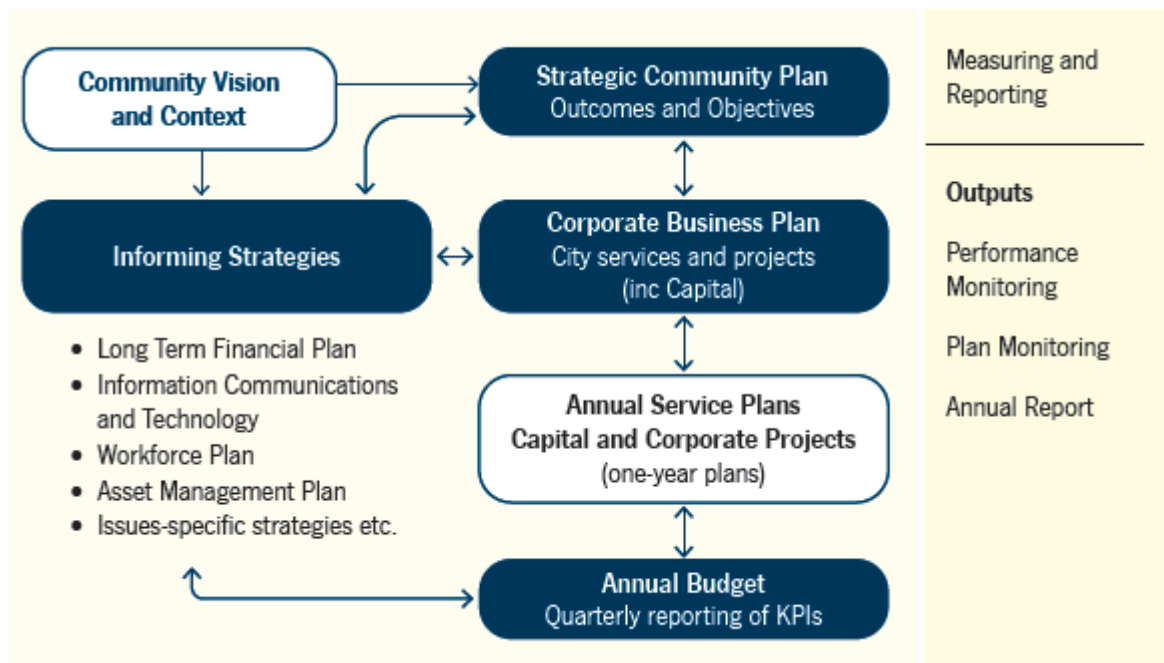 Community Vision
and Context
Strategic Community Plan
Outcomes and Objectives
Informing Strategies
Corporate Business Plan
City services and projects
(inc Capital)
• Long Term Financial Plan
• Information Communications
and Technology
• Workforce Plan
• Asset Management Plan
• Issues-specific strategies etc.
Annual Service Plans
Capital and Corporate Projects
(one-year plans)
Annual Budget
Quarterly reporting of KPIs
Measuring and
Reporting
Outputs
Performance
Monitoring
Plan Monitoring
Annual Report